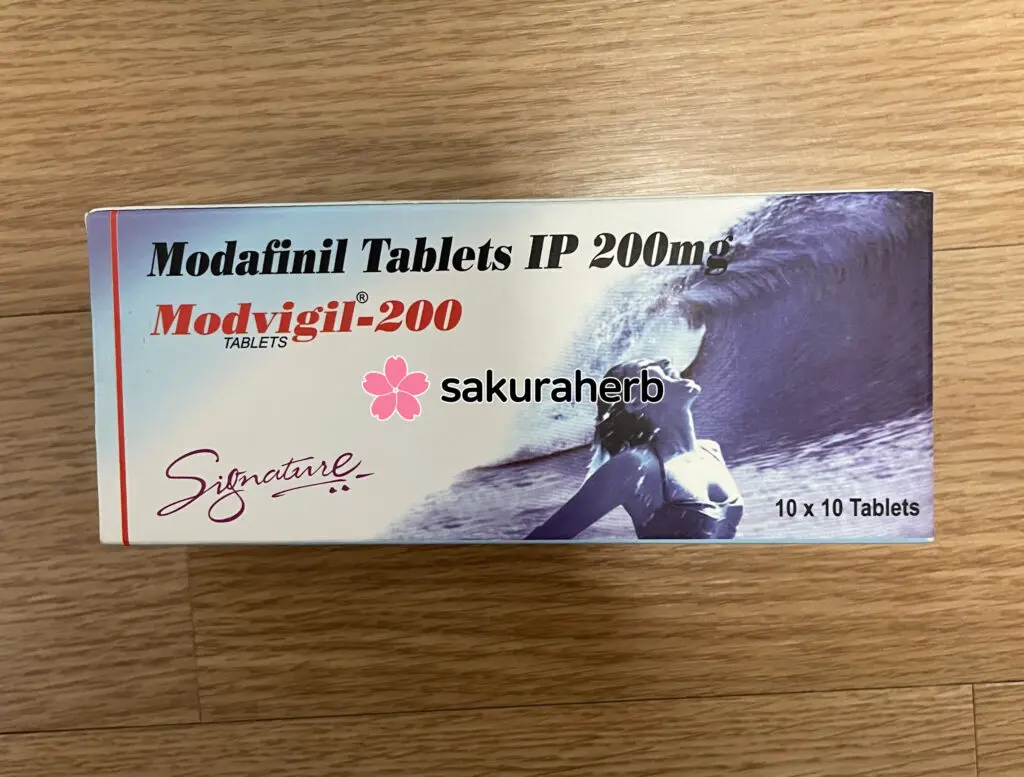 Modafinil Tablets IP 200mg
Modvigil®-200
TABLETS
sakuraherb
Signature
10 x 10 Tablets